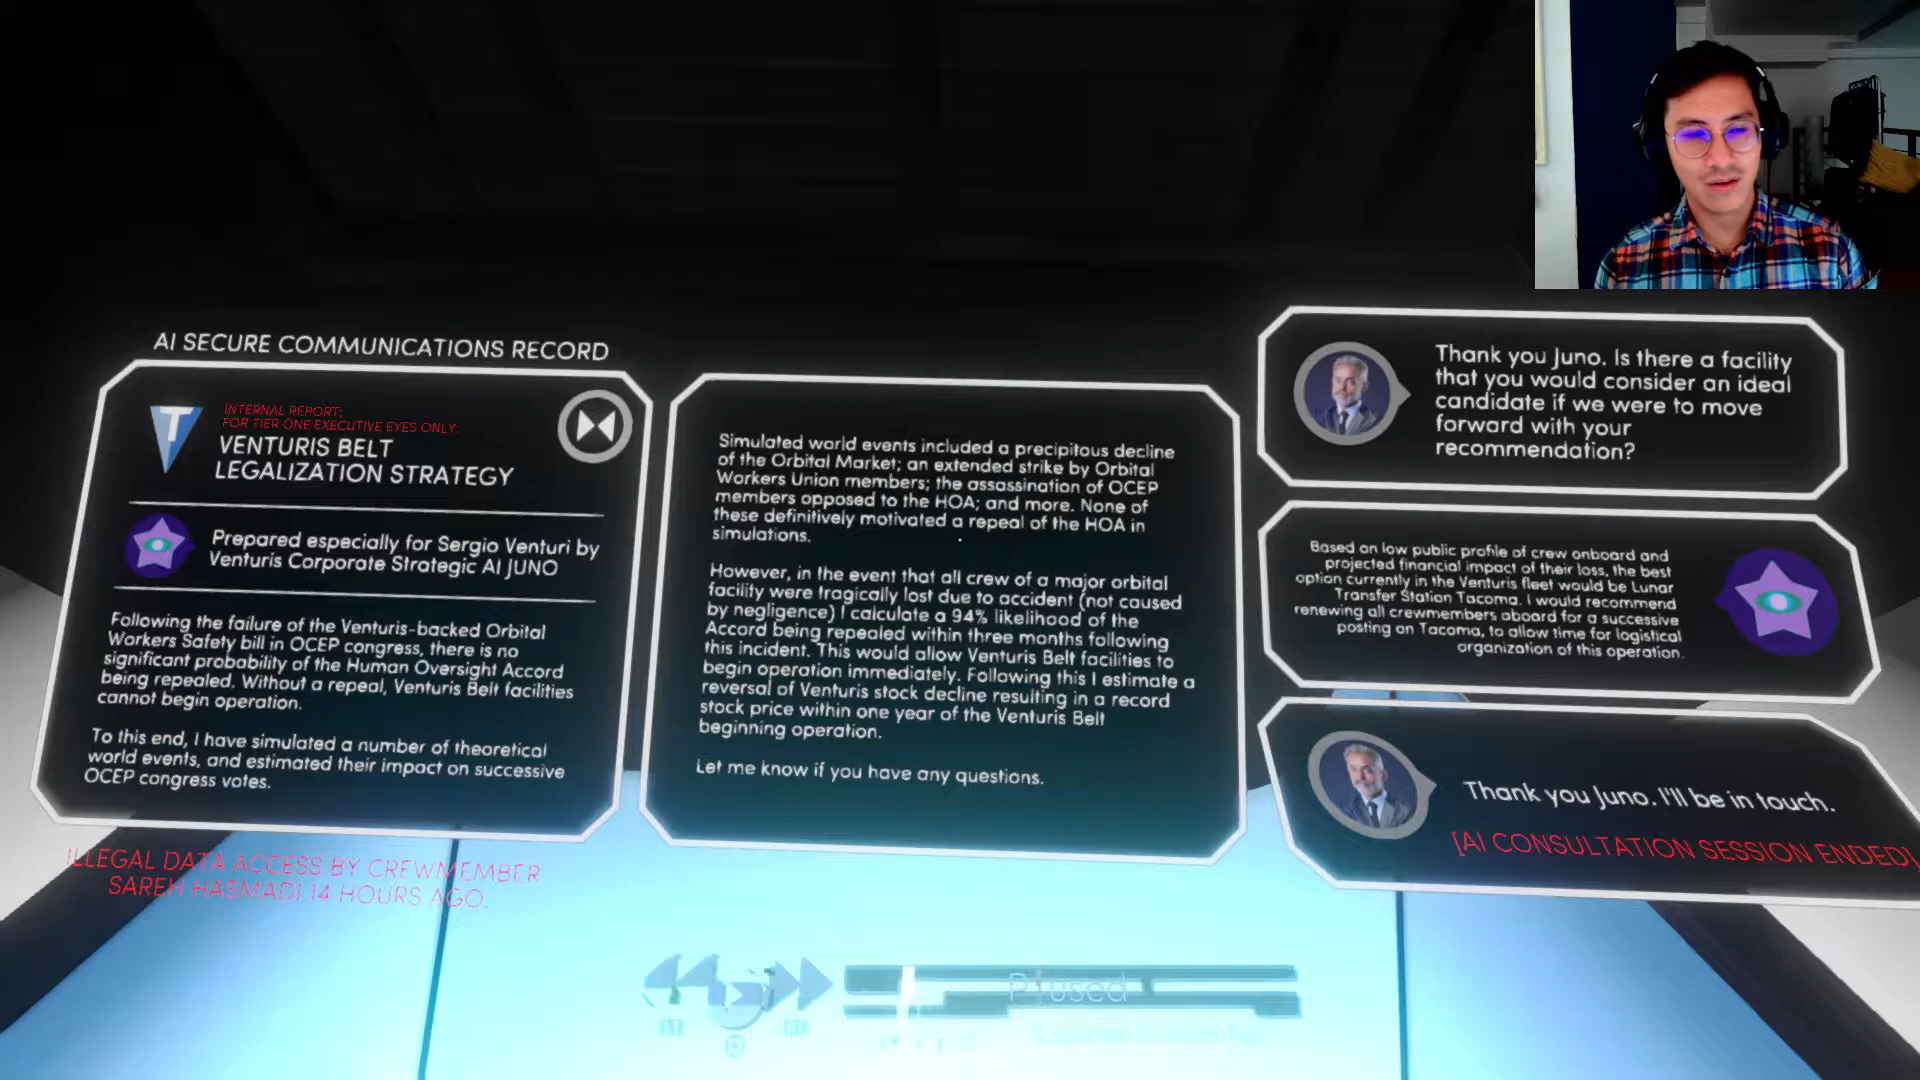 AI SECURE COMMUNICATIONS RECORD
INTERNAL REPORT;
FOR TIER ONE EXECUTIVE EYES ONLY:
VENTURIS BELT
LEGALIZATION STRATEGY
Prepared especially for Sergio Venturi by
Venturis Corporate Strategic AI JUNO
Following the failure of the Venturis-backed Orbital
Workers Safety bill in OCEP congress, there is no
significant probability of the Human Oversight Accord
being repealed. Without a repeal, Venturis Belt facilities
cannot begin operation.
To this end, I have simulated a number of theoretical
world events, and estimated their impact on successive
OCEP congress votes.
ILLEGAL DATA ACCESS BY CREWMEMBER
SAREH HASMADI 14 HOURS AGO.
Simulated world events included a precipitous decline
of the Orbital Market; an extended strike by Orbital
Workers Union members; the assassination of OCEP
members opposed to the HOA; and more. None of
these definitively motivated a repeal of the HOA in
simulations.
However, in the event that all crew of a major orbital
facility were tragically lost due to accident (not caused
by negligence) I calculate a 94% likelihood of the
Accord being repealed within three months following
this incident. This would allow Venturis Belt facilities to
begin operation immediately. Following this I estimate a
reversal of Venturis stock decline resulting in a record
stock price within one year of the Venturis Belt
beginning operation.
Let me know if you have any questions.
Thank you Juno. Is there a facility
that you would consider an ideal
candidate if we were to move
forward with your
recommendation?
Based on low public profile of crew onboard and
projected financial impact of their loss, the best
option currently in the Venturis fleet would be Lunar
Transfer Station Tacoma. I would recommend
renewing all crewmembers aboard for a successive
posting on Tacoma, to allow time for logistical
organization of this operation.
Thank you Juno. I'll be in touch.
[AI CONSULTATION SESSION ENDED]
Paused